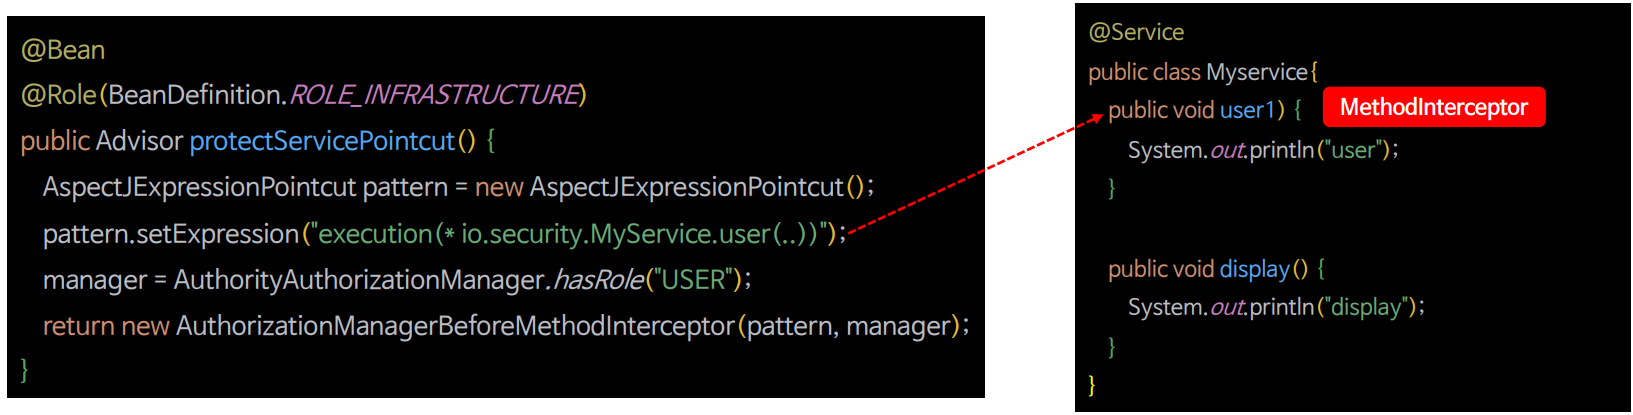 @Bean
@Role(BeanDefinition.ROLE_INFRASTRUCTURE)
public Advisor protectServicePointcut() {
AspectJExpressionPointcut pattern = new AspectJExpressionPointcut();
pattern.setExpression("execution(* io.security.MyService.user(..))");
manager = AuthorityAuthorizationManager.hasRole("USER");
return new AuthorizationManagerBeforeMethodInterceptor(pattern, manager);
}
@Service
public class Myservice{
public void user1) {
MethodInterceptor
System.out.println("user");
}
public void display() {
System.out.println("display");
}
}